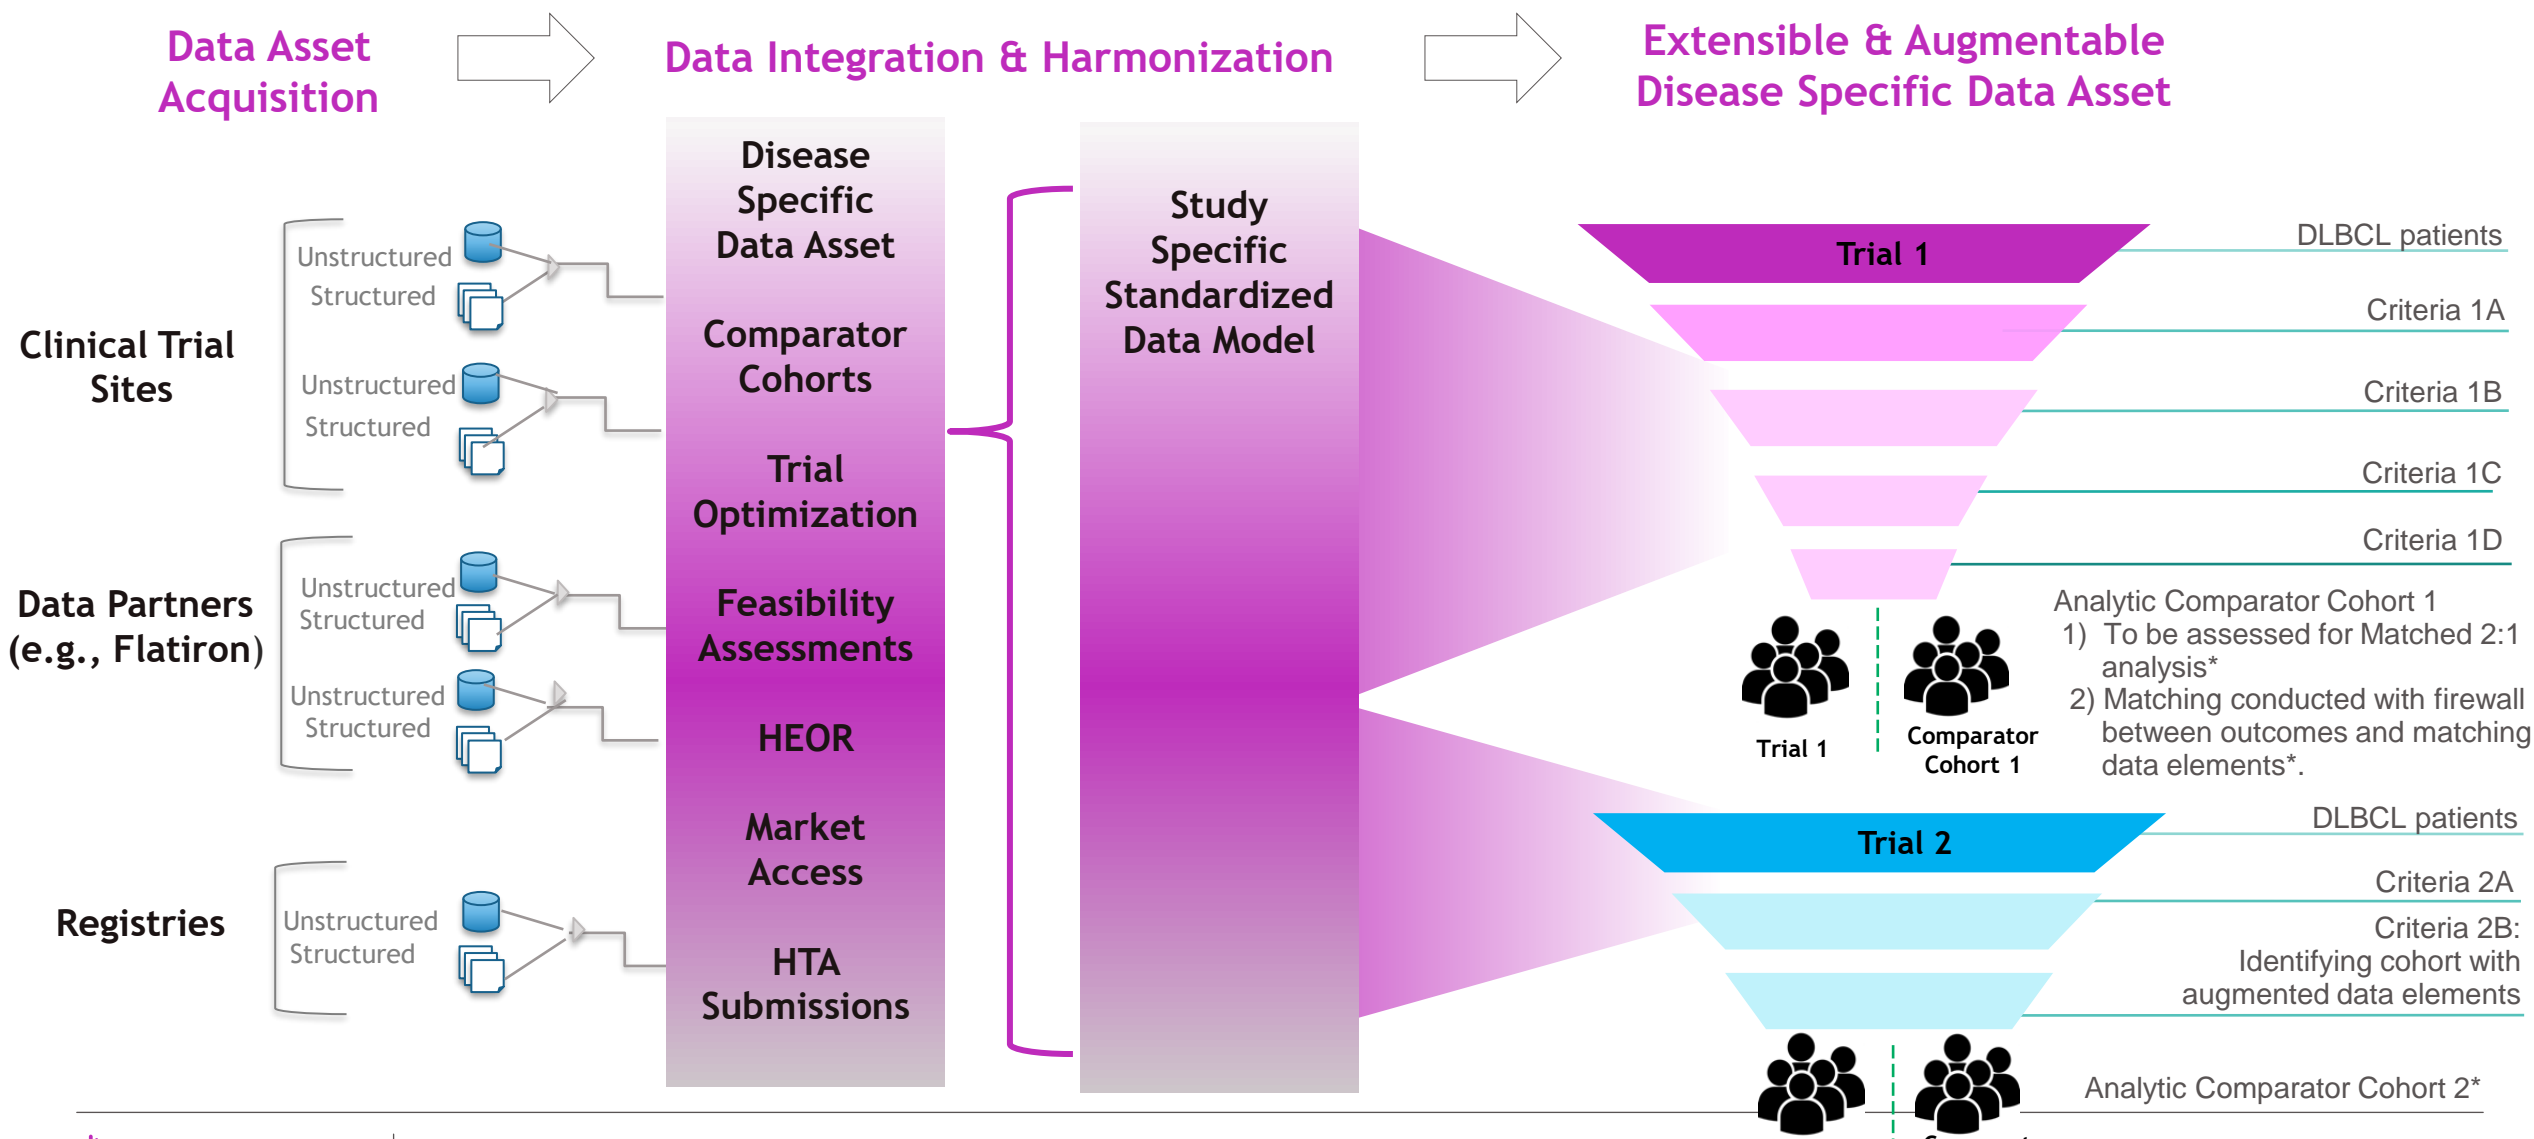 Data Asset
Acquisition
Data Integration & Harmonization
Extensible & Augmentable
Disease Specific Data Asset
Clinical Trial
Sites
Unstructured
Structured
Unstructured
Structured
Data Partners
(e.g., Flatiron)
Unstructured
Structured
Unstructured
Structured
Registries
Unstructured
Structured
Disease
Specific
Data Asset
Comparator
Cohorts
Trial
Optimization
Feasibility
Assessments
HEOR
Market
Access
HTA
Submissions
Study
Specific
Standardized
Data Model
Trial 1
DLBCL patients
Criteria 1A
Criteria 1B
Criteria 1C
Criteria 1D
Trial 1
Comparator
Cohort 1
Analytic Comparator Cohort 1
1) To be assessed for Matched 2:1
analysis*
2) Matching conducted with firewall
between outcomes and matching
data elements*.
Trial 2
DLBCL patients
Criteria 2A
Criteria 2B:
Identifying cohort with
augmented data elements
Analytic Comparator Cohort 2*